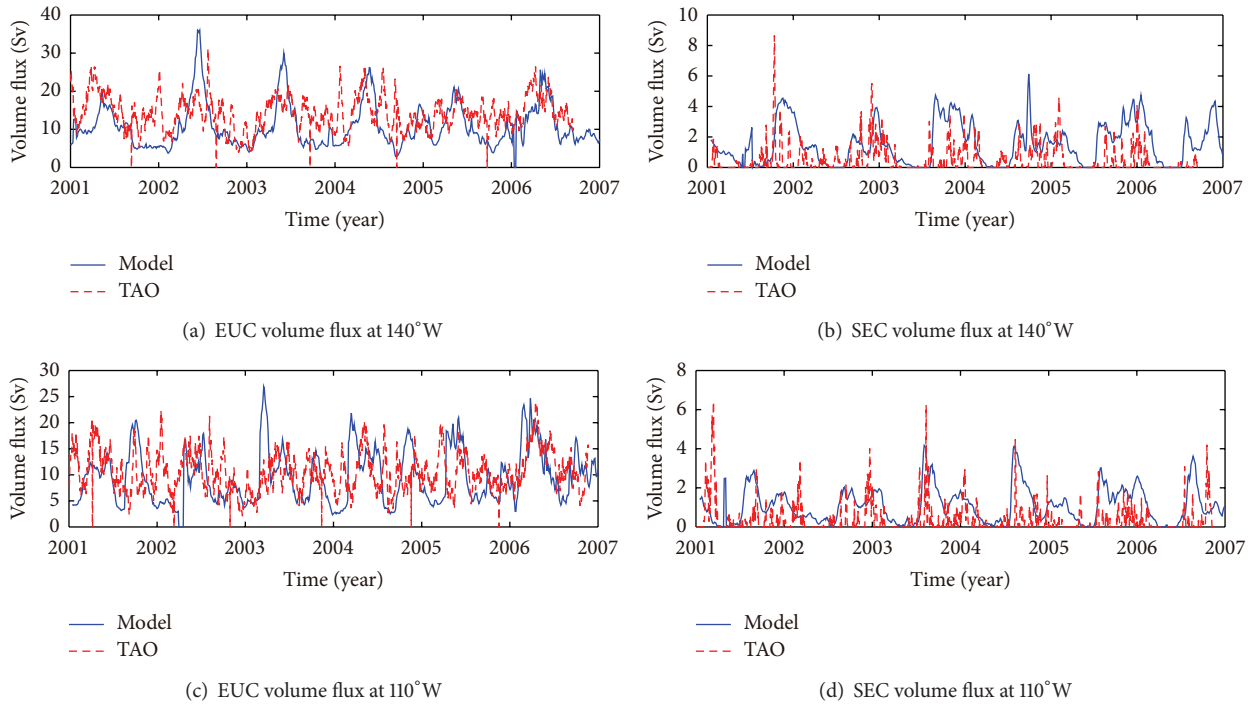 Volume flux (Sv)
40
30
20
10
0
2001 2002 2003 2004 2005 2006 2007
Time (year)
Model
TAO
(a) EUC volume flux at 140°W
Volume flux (Sv)
10
8
6
4
2
0
2001 2002 2003 2004 2005 2006 2007
Time (year)
Model
TAO
(b) SEC volume flux at 140°W
Volume flux (Sv)
30
25
20
15
10
5
0
2001 2002 2003 2004 2005 2006 2007
Time (year)
Model
TAO
(c) EUC volume flux at 110°W
Volume flux (Sv)
8
6
4
2
0
2001 2002 2003 2004 2005 2006 2007
Time (year)
Model
TAO
(d) SEC volume flux at 110°W